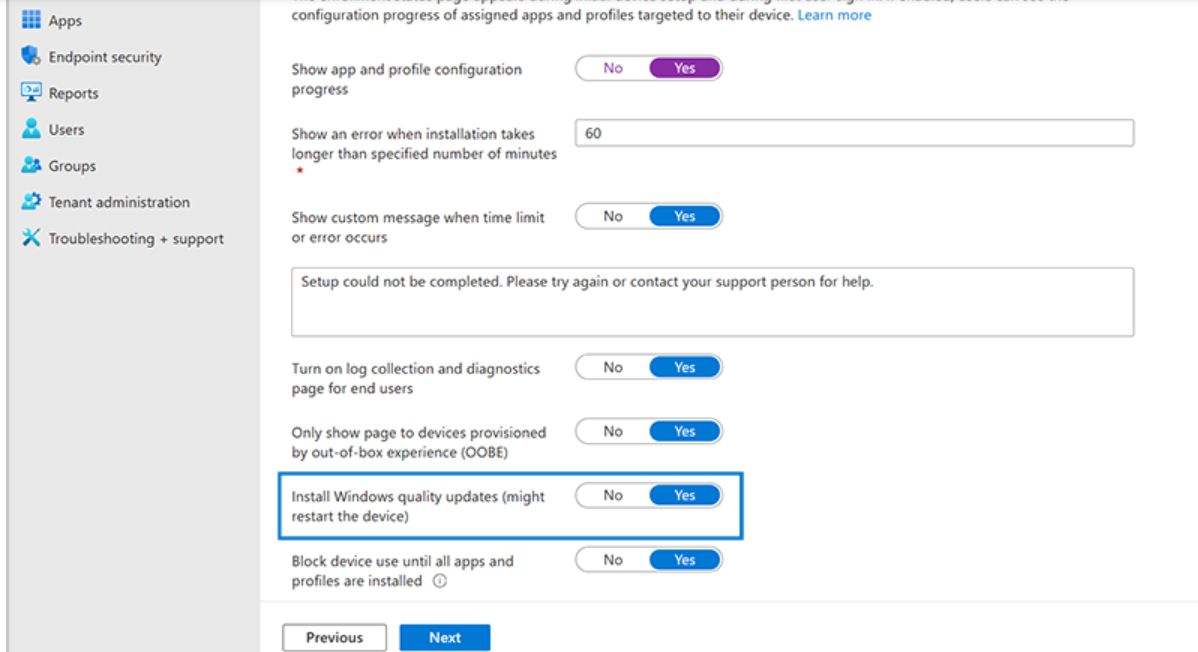 Apps
Endpoint security
Reports
Users
Groups
Tenant administration
Troubleshooting + support
configuration progress of assigned apps and profiles targeted to their device. Learn more
Show app and profile configuration
progress
No Yes
Show an error when installation takes
longer than specified number of minutes
*
60
Show custom message when time limit
or error occurs
No Yes
Setup could not be completed. Please try again or contact your support person for help.
Turn on log collection and diagnostics
page for end users
No Yes
Only show page to devices provisioned
by out-of-box experience (OOBE)
No Yes
Install Windows quality updates (might
restart the device)
No Yes
Block device use until all apps and
profiles are installed
No Yes
Previous
Next